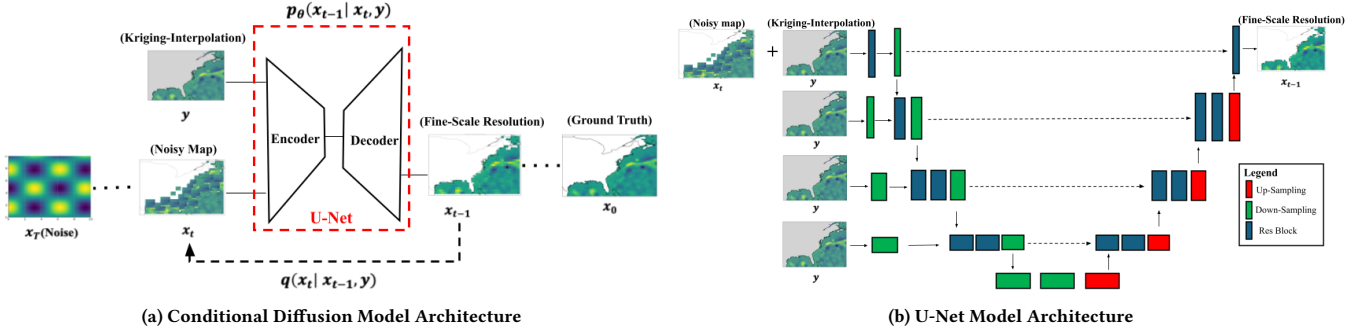 p_θ(x_{t-1}| x_t, y)
(Kriging-Interpolation)
y
Encoder
Decoder
(Noisy Map)
(Fine-Scale Resolution)
(Ground Truth)
U-Net
x_T(Noise)
x_t
x_{t-1}
x_0
q(x_t| x_{t-1}, y)
(a) Conditional Diffusion Model Architecture
(Noisy map)
(Kriging-Interpolation)
(Fine-Scale Resolution)
+
x_t
y
x_{t-1}
y
y
y
Legend
Up-Sampling
Down-Sampling
Res Block
(b) U-Net Model Architecture